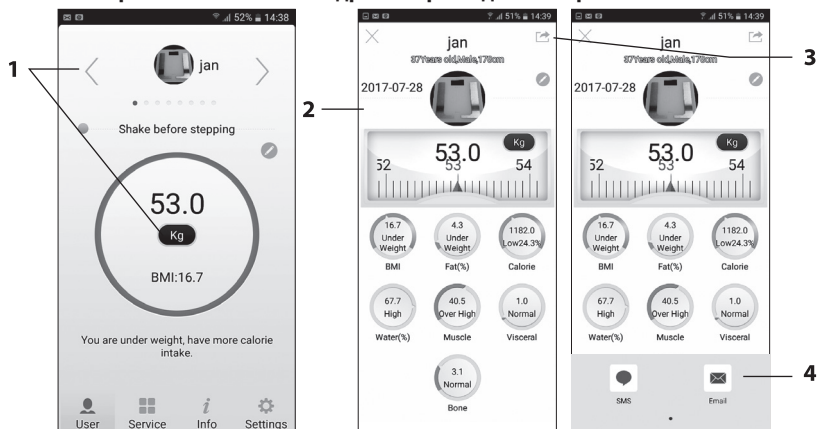 52% 14:38
jan
Shake before stepping
53.0
Kg
BMI:16.7
You are under weight, have more calorie
intake.
User Service Info Settings
1
2
51% 14:39
jan
37Years old,Male,170cm
2017-07-28
Kg
53.0
52 53 54
16.7 4.3 1182.0
Under Under Low24.3%
Weight Weight
BMI Fat(%) Calorie
67.7 40.5 1.0
High Over High Normal
Water(%) Muscle Visceral
3.1
Normal
Bone
51% 14:39
jan
37Years old,Male,170cm
2017-07-28
Kg
53.0
52 53 54
16.7 4.3 1182.0
Under Under Low24.3%
Weight Weight
BMI Fat(%) Calorie
67.7 40.5 1.0
High Over High Normal
Water(%) Muscle Visceral
SMS Email
3
4